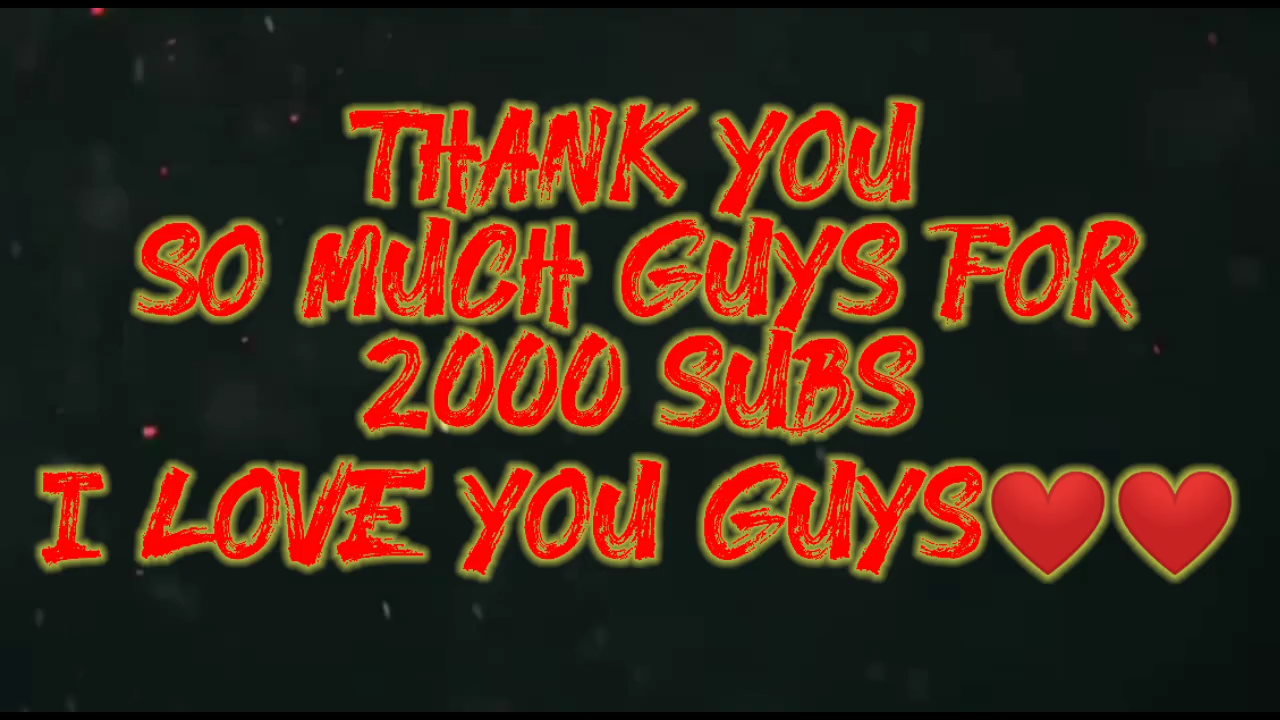 THANK YOU
SO MUCH GUYS FOR
2000 SUBS
I LOVE YOU GUYS❤️❤️